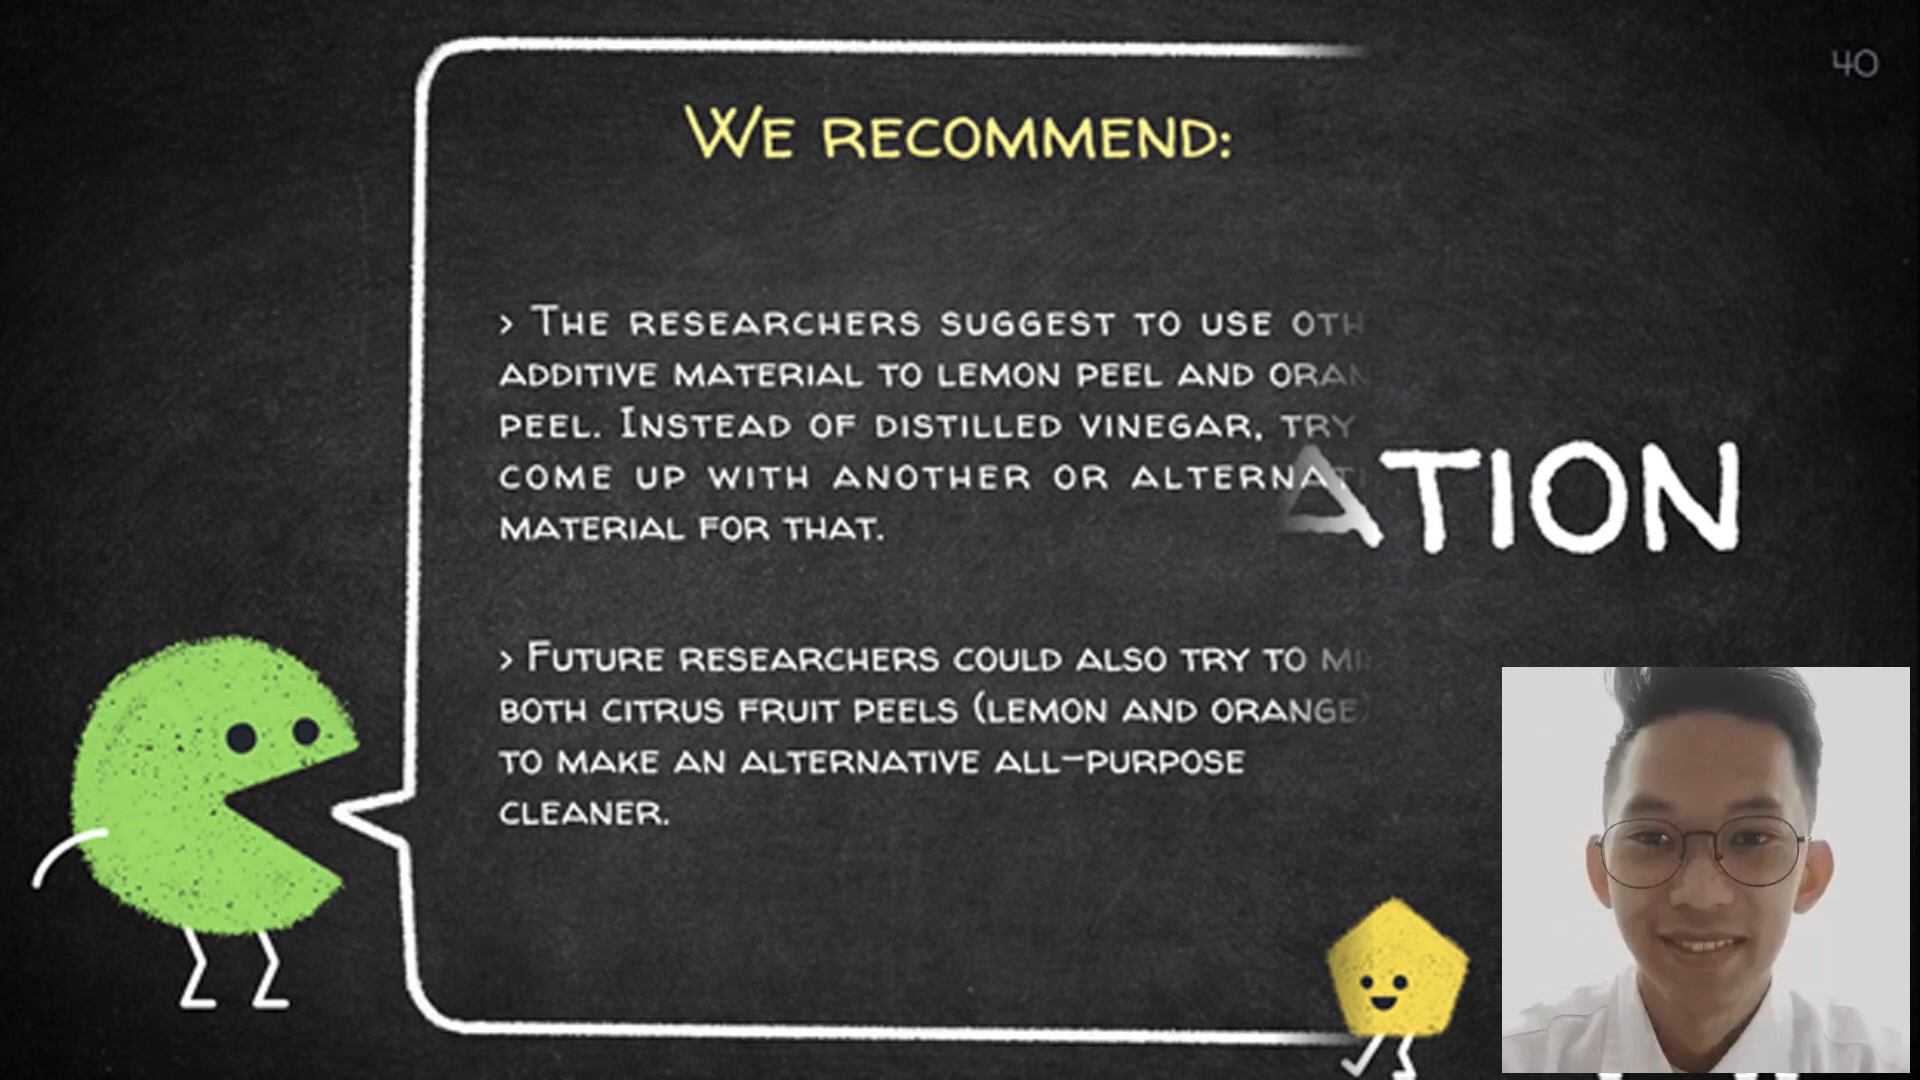 40
We recommend:
> The researchers suggest to use
additive material to lemon peel and
peel. Instead of distilled vinegar, try
come up with another or
material for that.
ATION
> Future researchers could also try to
both citrus fruit peels (lemon and orange)
to make an alternative all-purpose
cleaner.